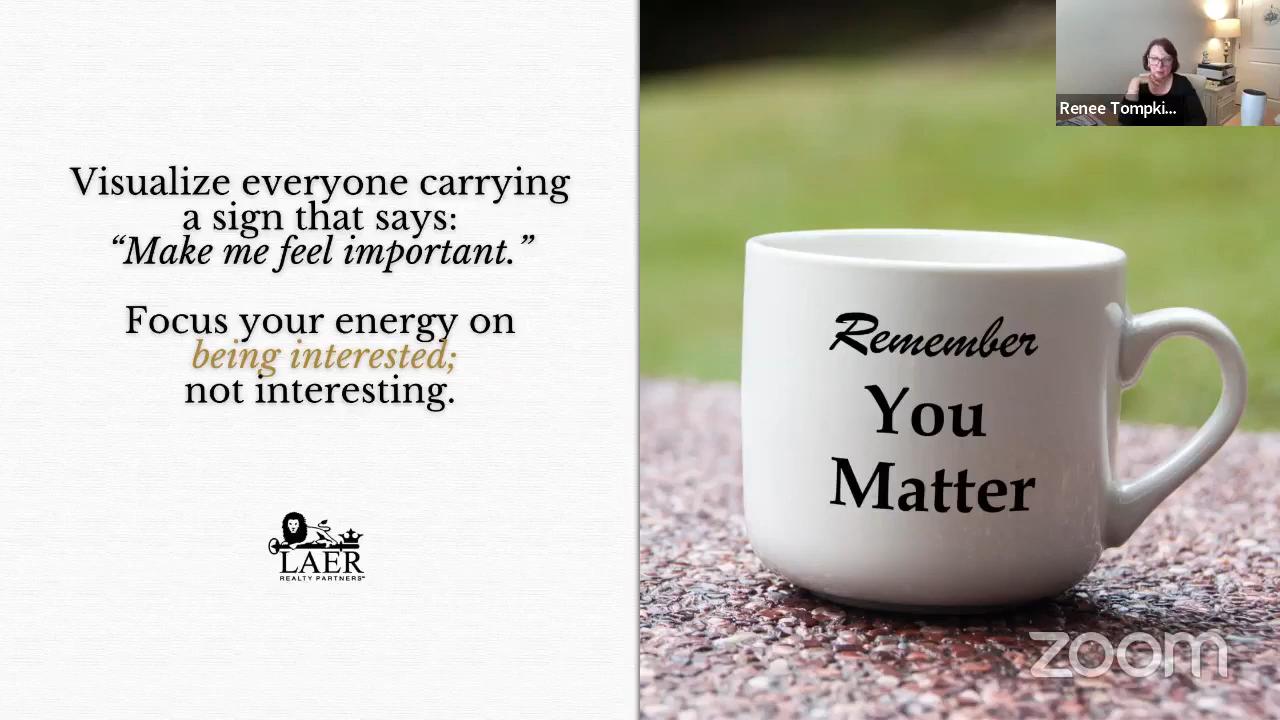 Visualize everyone carrying
a sign that says:
“Make me feel important.”
Focus your energy on
being interested;
not interesting.
LAER
REALTY PARTNERS™
Remember
You
Matter
Renee Tompki...
zoom